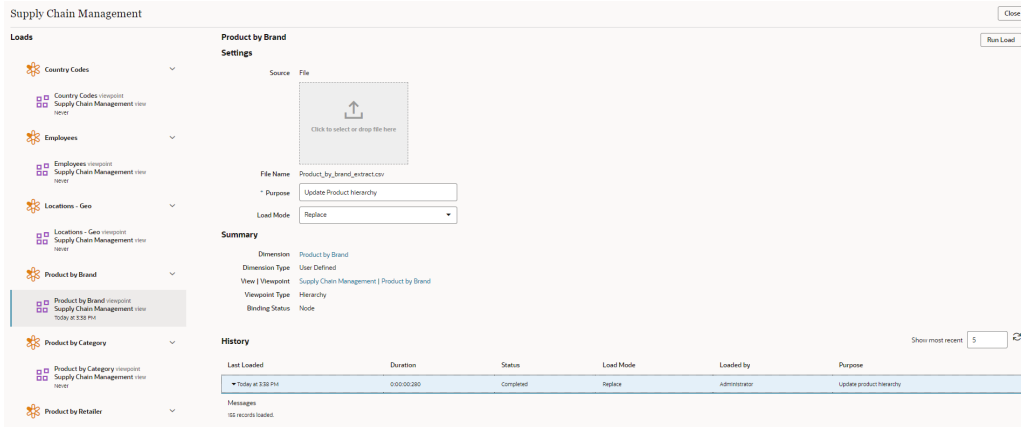 Supply Chain Management
Close
Loads
Country Codes
Country Codes viewpoint
Supply Chain Management view
Never
Employees
Employees viewpoint
Supply Chain Management view
Never
Locations - Geo
Locations - Geo viewpoint
Supply Chain Management view
Never
Product by Brand
Product by Brand viewpoint
Supply Chain Management view
Today at 3:38 PM
Product by Category
Product by Category viewpoint
Supply Chain Management view
Never
Product by Retailer
Product by Brand
Run Load
Settings
Source File
Click to select or drop file here
File Name Product_by_brand_extract.csv
* Purpose Update Product hierarchy
Load Mode Replace
Summary
Dimension Product by Brand
Dimension Type User Defined
View | Viewpoint Supply Chain Management | Product by Brand
Viewpoint Type Hierarchy
Binding Status Node
History
Show most recent 5
Last Loaded Duration Status Load Mode Loaded by Purpose
Today at 3:38 PM 0:00:00.280 Completed Replace Administrator Update product hierarchy
Messages
155 records loaded.